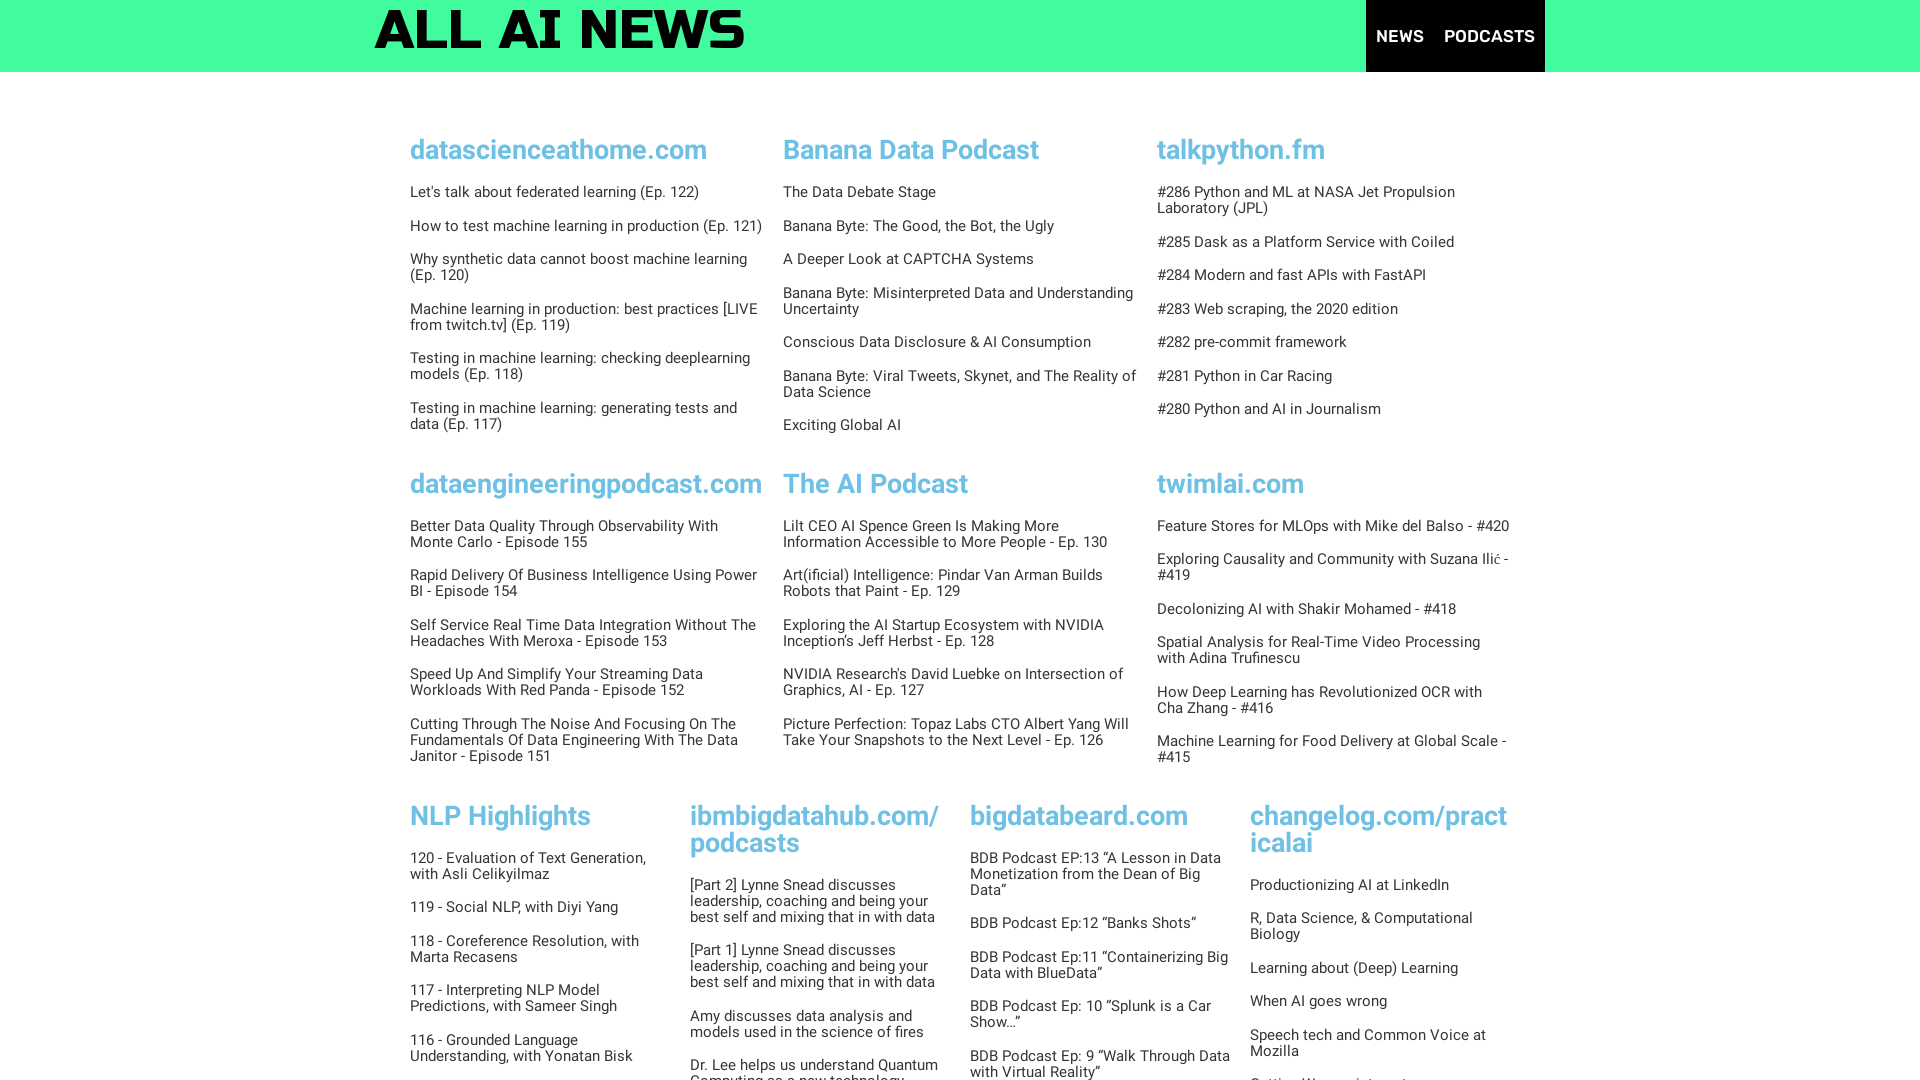 ALL AI NEWS
NEWS
PODCASTS
datascienceathome.com
Let's talk about federated learning (Ep. 122)
How to test machine learning in production (Ep. 121)
Why synthetic data cannot boost machine learning
(Ep. 120)
Machine learning in production: best practices [LIVE
from twitch.tv] (Ep. 119)
Testing in machine learning: checking deeplearning
models (Ep. 118)
Testing in machine learning: generating tests and
data (Ep. 117)
Banana Data Podcast
The Data Debate Stage
Banana Byte: The Good, the Bot, the Ugly
A Deeper Look at CAPTCHA Systems
Banana Byte: Misinterpreted Data and Understanding
Uncertainty
Conscious Data Disclosure & AI Consumption
Banana Byte: Viral Tweets, Skynet, and The Reality of
Data Science
Exciting Global AI
talkpython.fm
#286 Python and ML at NASA Jet Propulsion
Laboratory (JPL)
#285 Dask as a Platform Service with Coiled
#284 Modern and fast APIs with FastAPI
#283 Web scraping, the 2020 edition
#282 pre-commit framework
#281 Python in Car Racing
#280 Python and AI in Journalism
dataengineeringpodcast.com
Better Data Quality Through Observability With
Monte Carlo - Episode 155
Rapid Delivery Of Business Intelligence Using Power
BI - Episode 154
Self Service Real Time Data Integration Without The
Headaches With Meroxa - Episode 153
Speed Up And Simplify Your Streaming Data
Workloads With Red Panda - Episode 152
Cutting Through The Noise And Focusing On The
Fundamentals Of Data Engineering With The Data
Janitor - Episode 151
The AI Podcast
Lilt CEO AI Spence Green Is Making More
Information Accessible to More People - Ep. 130
Art(ificial) Intelligence: Pindar Van Arman Builds
Robots that Paint - Ep. 129
Exploring the AI Startup Ecosystem with NVIDIA
Inception’s Jeff Herbst - Ep. 128
NVIDIA Research's David Luebke on Intersection of
Graphics, AI - Ep. 127
Picture Perfection: Topaz Labs CTO Albert Yang Will
Take Your Snapshots to the Next Level - Ep. 126
twimlai.com
Feature Stores for MLOps with Mike del Balso - #420
Exploring Causality and Community with Suzana Ilić -
#419
Decolonizing AI with Shakir Mohamed - #418
Spatial Analysis for Real-Time Video Processing
with Adina Trufinescu
How Deep Learning has Revolutionized OCR with
Cha Zhang - #416
Machine Learning for Food Delivery at Global Scale -
#415
NLP Highlights
120 - Evaluation of Text Generation,
with Asli Celikyilmaz
119 - Social NLP, with Diyi Yang
118 - Coreference Resolution, with
Marta Recasens
117 - Interpreting NLP Model
Predictions, with Sameer Singh
116 - Grounded Language
Understanding, with Yonatan Bisk
ibmbigdatahub.com/
podcasts
[Part 2] Lynne Snead discusses
leadership, coaching and being your
best self and mixing that in with data
[Part 1] Lynne Snead discusses
leadership, coaching and being your
best self and mixing that in with data
Amy discusses data analysis and
models used in the science of fires
Dr. Lee helps us understand Quantum
Computing as a new technology
bigdatabeard.com
BDB Podcast EP:13 “A Lesson in Data
Monetization from the Dean of Big
Data”
BDB Podcast Ep:12 “Banks Shots”
BDB Podcast Ep:11 “Containerizing Big
Data with BlueData”
BDB Podcast Ep: 10 “Splunk is a Car
Show…”
BDB Podcast Ep: 9 “Walk Through Data
with Virtual Reality”
changelog.com/pract
icalai
Productionizing AI at LinkedIn
R, Data Science, & Computational
Biology
Learning about (Deep) Learning
When AI goes wrong
Speech tech and Common Voice at
Mozilla